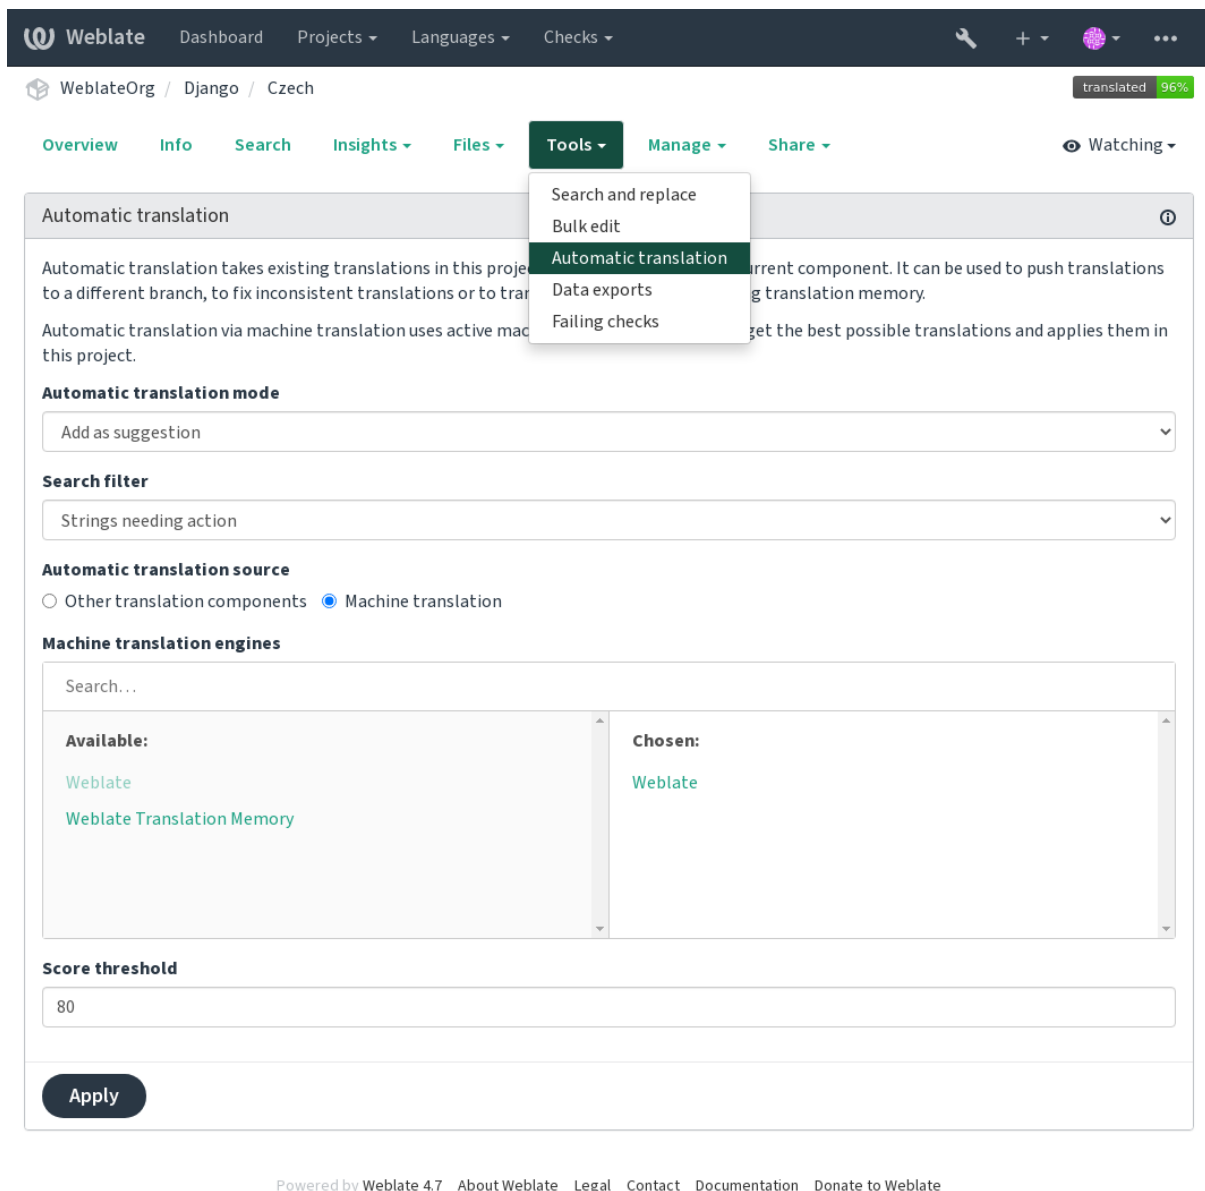 Weblate Dashboard Projects Languages Checks
WeblateOrg / Django / Czech
translated 96%
Overview Info Search Insights Files Tools Manage Share Watching
Search and replace
Bulk edit
Automatic translation
Data exports
Failing checks
Automatic translation
Automatic translation takes existing translations in this proje urrent component. It can be used to push translations
to a different branch, to fix inconsistent translations or to tra g translation memory.
Automatic translation via machine translation uses active mac get the best possible translations and applies them in
this project.
Automatic translation mode
Add as suggestion
Search filter
Strings needing action
Automatic translation source
Other translation components Machine translation
Machine translation engines
Search...
Available:
Weblate
Weblate Translation Memory
Chosen:
Weblate
Score threshold
80
Apply
Powered by Weblate 4.7 About Weblate Legal Contact Documentation Donate to Weblate